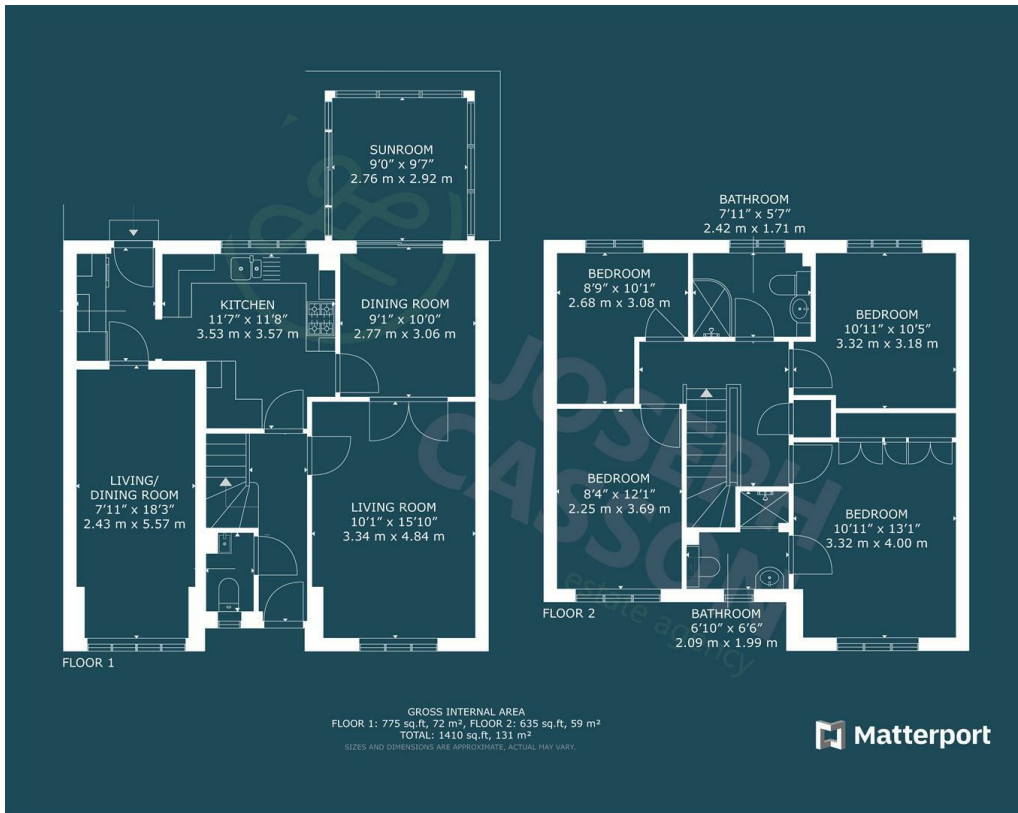 SUNROOM
9'0" x 9'7"
2.76 m x 2.92 m
KITCHEN
11'7" x 11'8"
3.53 m x 3.57 m
DINING ROOM
9'1" x 10'0"
2.77 m x 3.06 m
LIVING/
DINING ROOM
7'11" x 18'3"
2.43 m x 5.57 m
LIVING ROOM
10'1" x 15'10"
3.34 m x 4.84 m
FLOOR 1
BATHROOM
7'11" x 5'7"
2.42 m x 1.71 m
BEDROOM
8'9" x 10'1"
2.68 m x 3.08 m
BEDROOM
10'11" x 10'5"
3.32 m x 3.18 m
BEDROOM
8'4" x 12'1"
2.25 m x 3.69 m
BEDROOM
10'11" x 13'1"
3.32 m x 4.00 m
BATHROOM
6'10" x 6'6"
2.09 m x 1.99 m
FLOOR 2
JOSEPH
CASSON
estate agency
GROSS INTERNAL AREA
FLOOR 1: 775 sq.ft, 72 m², FLOOR 2: 635 sq.ft, 59 m²
TOTAL: 1410 sq.ft, 131 m²
SIZES AND DIMENSIONS ARE APPROXIMATE, ACTUAL MAY VARY.
Matterport